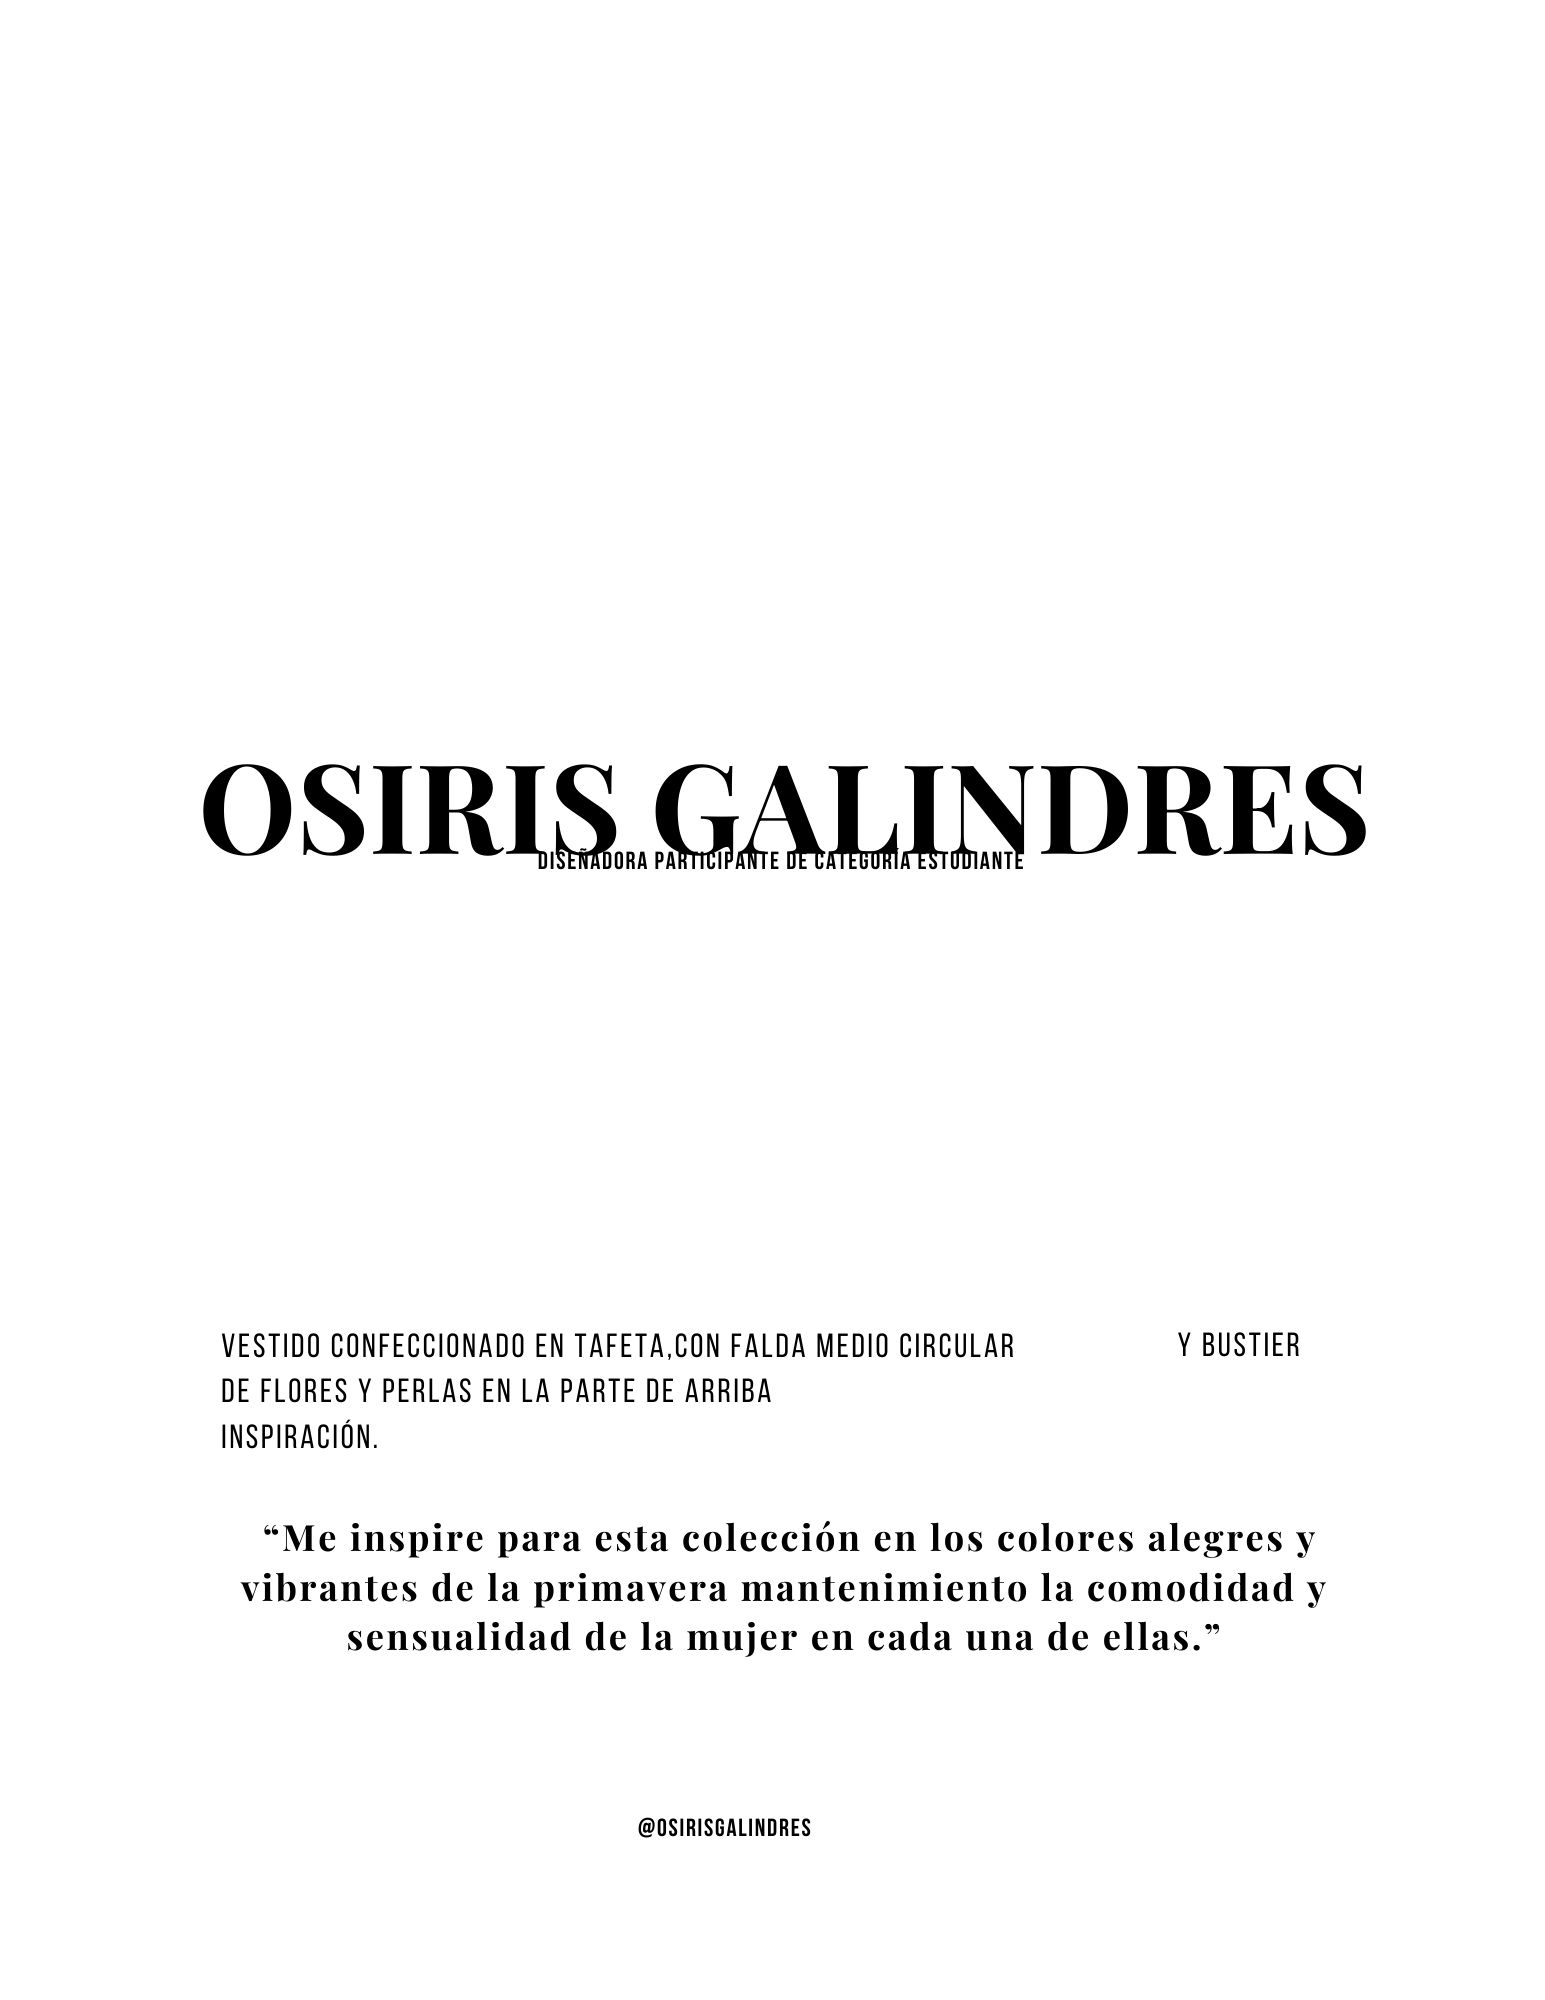 OSIRIS GALINDRES
DISEÑADORA PARTICIPANTE DE CATEGORÍA ESTUDIANTE
VESTIDO CONFECCIONADO EN TAFETA,CON FALDA MEDIO CIRCULAR Y BUSTIER
DE FLORES Y PERLAS EN LA PARTE DE ARRIBA
INSPIRACIÓN.
“Me inspire para esta colección en los colores alegres y
vibrantes de la primavera mantenimiento la comodidad y
sensualidad de la mujer en cada una de ellas.”
@OSIRISGALINDRES